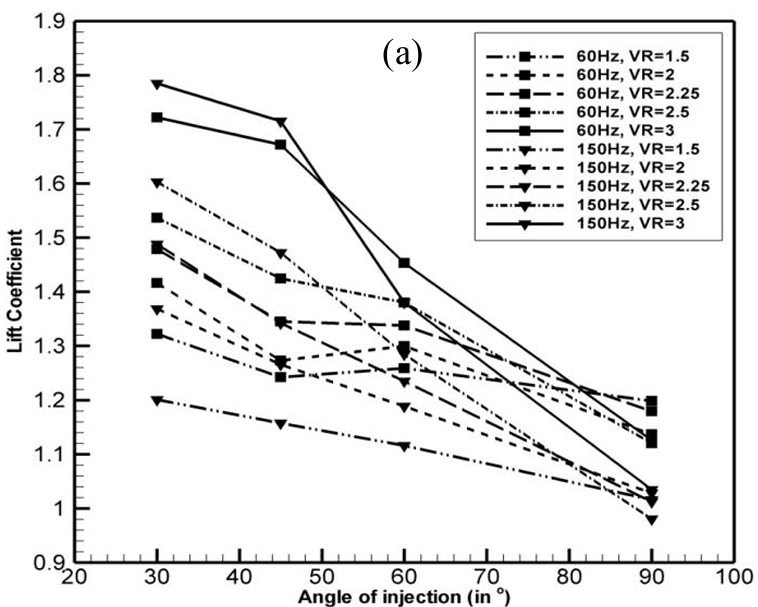 (a)
60Hz, VR=1.5
60Hz, VR=2
60Hz, VR=2.25
60Hz, VR=2.5
60Hz, VR=3
150Hz, VR=1.5
150Hz, VR=2
150Hz, VR=2.25
150Hz, VR=2.5
150Hz, VR=3
Lift Coefficient
1.9
1.8
1.7
1.6
1.5
1.4
1.3
1.2
1.1
1
0.9
20 30 40 50 60 70 80 90 100
Angle of injection (in °)